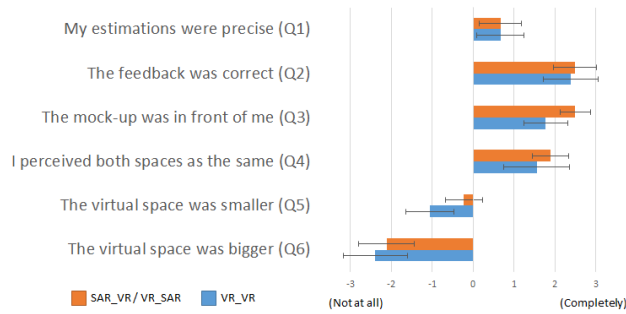 My estimations were precise (Q1)
The feedback was correct (Q2)
The mock-up was in front of me (Q3)
I perceived both spaces as the same (Q4)
The virtual space was smaller (Q5)
The virtual space was bigger (Q6)
-3 -2 -1 0 1 2 3
SAR_VR / VR_SAR VR_VR (Not at all) (Completely)